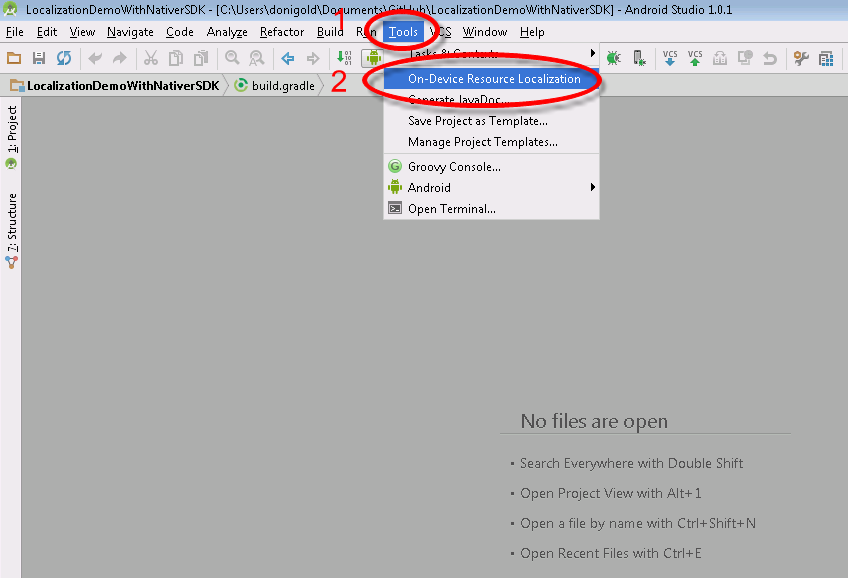 LocalizationDemoWithNativerSDK - [C:\Users\donigold\Documents\GitHub\LocalizationDemoWithNativerSDK] - Android Studio 1.0.1
1
File Edit View Navigate Code Analyze Refactor Build Run Tools VCS Window Help
Tasks & Contexts
VCS VCS
LocalizationDemoWithNativerSDK build.gradle 2
On-Device Resource Localization
Generate JavaDoc...
Save Project as Template...
Manage Project Templates...
Groovy Console...
Android
Open Terminal...
1: Project
7: Structure
No files are open
• Search Everywhere with Double Shift
• Open Project View with Alt+1
• Open a file by name with Ctrl+Shift+N
• Open Recent Files with Ctrl+E